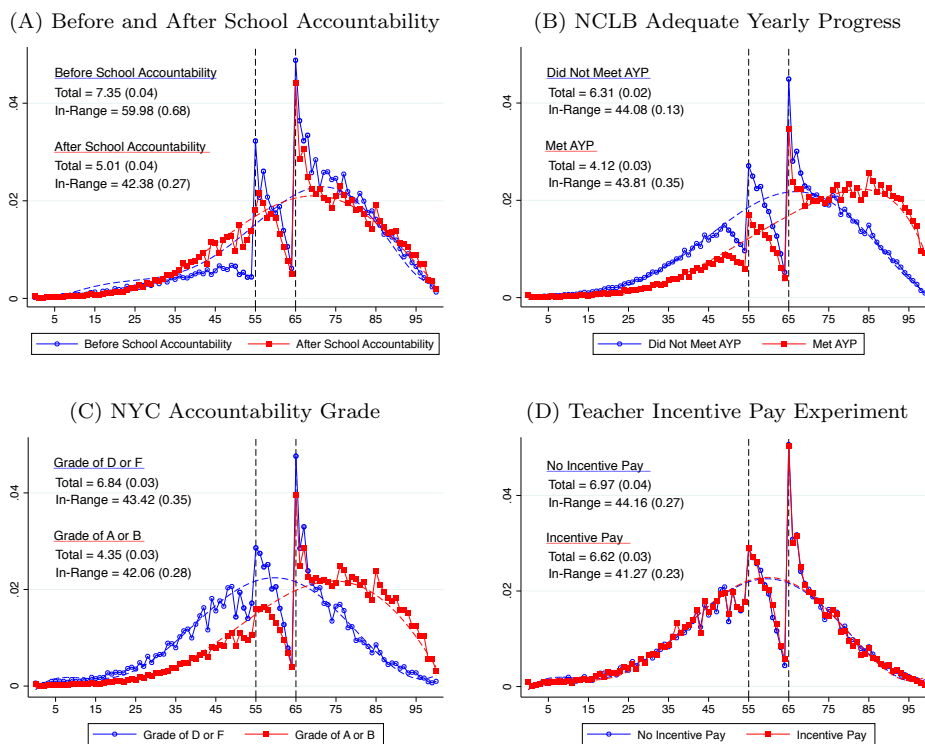 (A) Before and After School Accountability
Before School Accountability
Total = 7.35 (0.04)
In-Range = 59.98 (0.68)
After School Accountability
Total = 5.01 (0.04)
In-Range = 42.38 (0.27)
.04
.02
0
5 15 25 35 45 55 65 75 85 95
Before School Accountability After School Accountability
(B) NCLB Adequate Yearly Progress
Did Not Meet AYP
Total = 6.31 (0.02)
In-Range = 44.08 (0.13)
Met AYP
Total = 4.12 (0.03)
In-Range = 43.81 (0.35)
.04
.02
0
5 15 25 35 45 55 65 75 85 95
Did Not Meet AYP Met AYP
(C) NYC Accountability Grade
Grade of D or F
Total = 6.84 (0.03)
In-Range = 43.42 (0.35)
Grade of A or B
Total = 4.35 (0.03)
In-Range = 42.06 (0.28)
.04
.02
0
5 15 25 35 45 55 65 75 85 95
Grade of D or F Grade of A or B
(D) Teacher Incentive Pay Experiment
No Incentive Pay
Total = 6.97 (0.04)
In-Range = 44.16 (0.27)
Incentive Pay
Total = 6.62 (0.03)
In-Range = 41.27 (0.23)
.04
.02
0
5 15 25 35 45 55 65 75 85 95
No Incentive Pay Incentive Pay